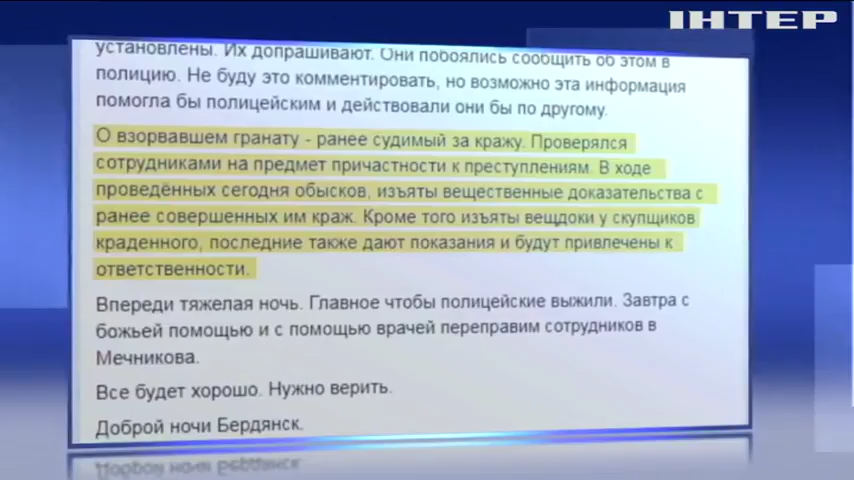 ІНТЕР
установлены. Их допрашивают. Они побоялись сообщить об этом в
полицию. Не буду это комментировать, но возможно эта информация
помогла бы полицейским и действовали они бы по другому.
О взорвавшем гранату - ранее судимый за кражу. Проверялся
сотрудниками на предмет причастности к преступлениям. В ходе
проведённых сегодня обысков, изъяты вещественные доказательства с
ранее совершенных им краж. Кроме того изъяты вещдоки у скупщиков
краденного, последние также дают показания и будут привлечены к
ответственности.
Впереди тяжелая ночь. Главное чтобы полицейские выжили. Завтра с
божьей помощью и с помощью врачей переправим сотрудников в
Мечникова.
Все будет хорошо. Нужно верить.
Доброй ночи Бердянск.